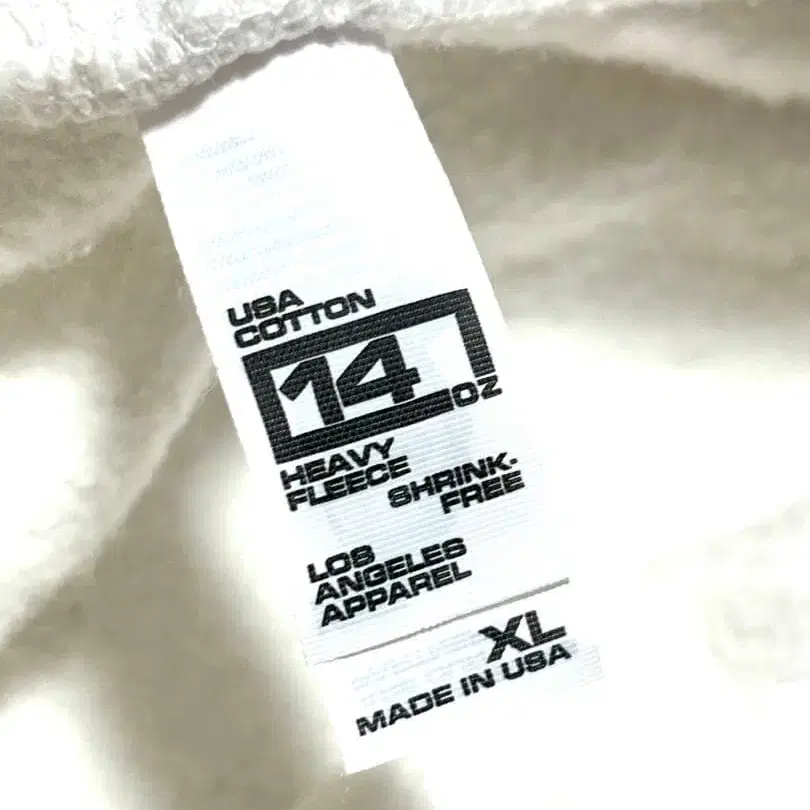 USA
COTTON
14
OZ
HEAVY
FLEECE
SHRINK-
FREE
LOS
ANGELES
APPAREL
XL
MADE IN USA